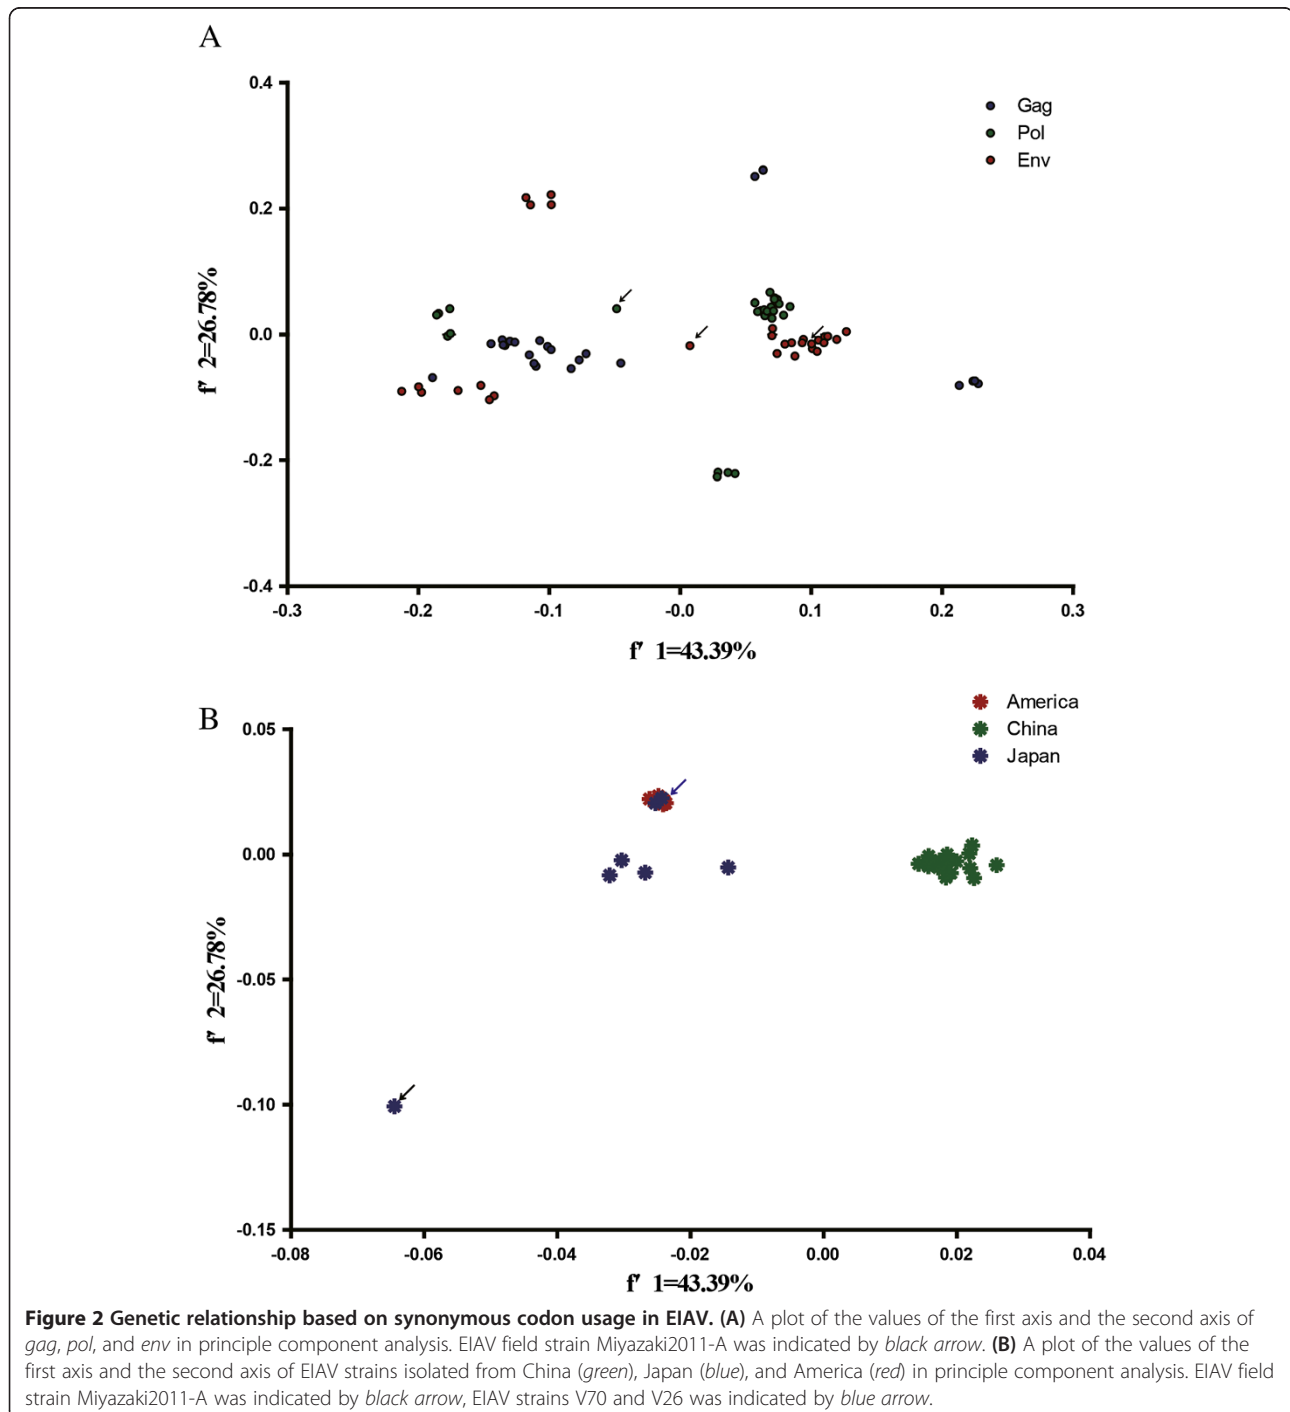 A
0.4
Gag
Pol
Env
0.2
0.0
-0.2
-0.4
f' 2=26.78%
-0.3 -0.2 -0.1 -0.0 0.1 0.2 0.3
f' 1=43.39%
B
America
China
Japan
0.05
0.00
-0.05
-0.10
-0.15
f' 2=26.78%
-0.08 -0.06 -0.04 -0.02 0.00 0.02 0.04
f' 1=43.39%
Figure 2 Genetic relationship based on synonymous codon usage in EIAV. (A) A plot of the values of the first axis and the second axis of
gag, pol, and env in principle component analysis. EIAV field strain Miyazaki2011-A was indicated by black arrow. (B) A plot of the values of the
first axis and the second axis of EIAV strains isolated from China (green), Japan (blue), and America (red) in principle component analysis. EIAV field
strain Miyazaki2011-A was indicated by black arrow, EIAV strains V70 and V26 was indicated by blue arrow.